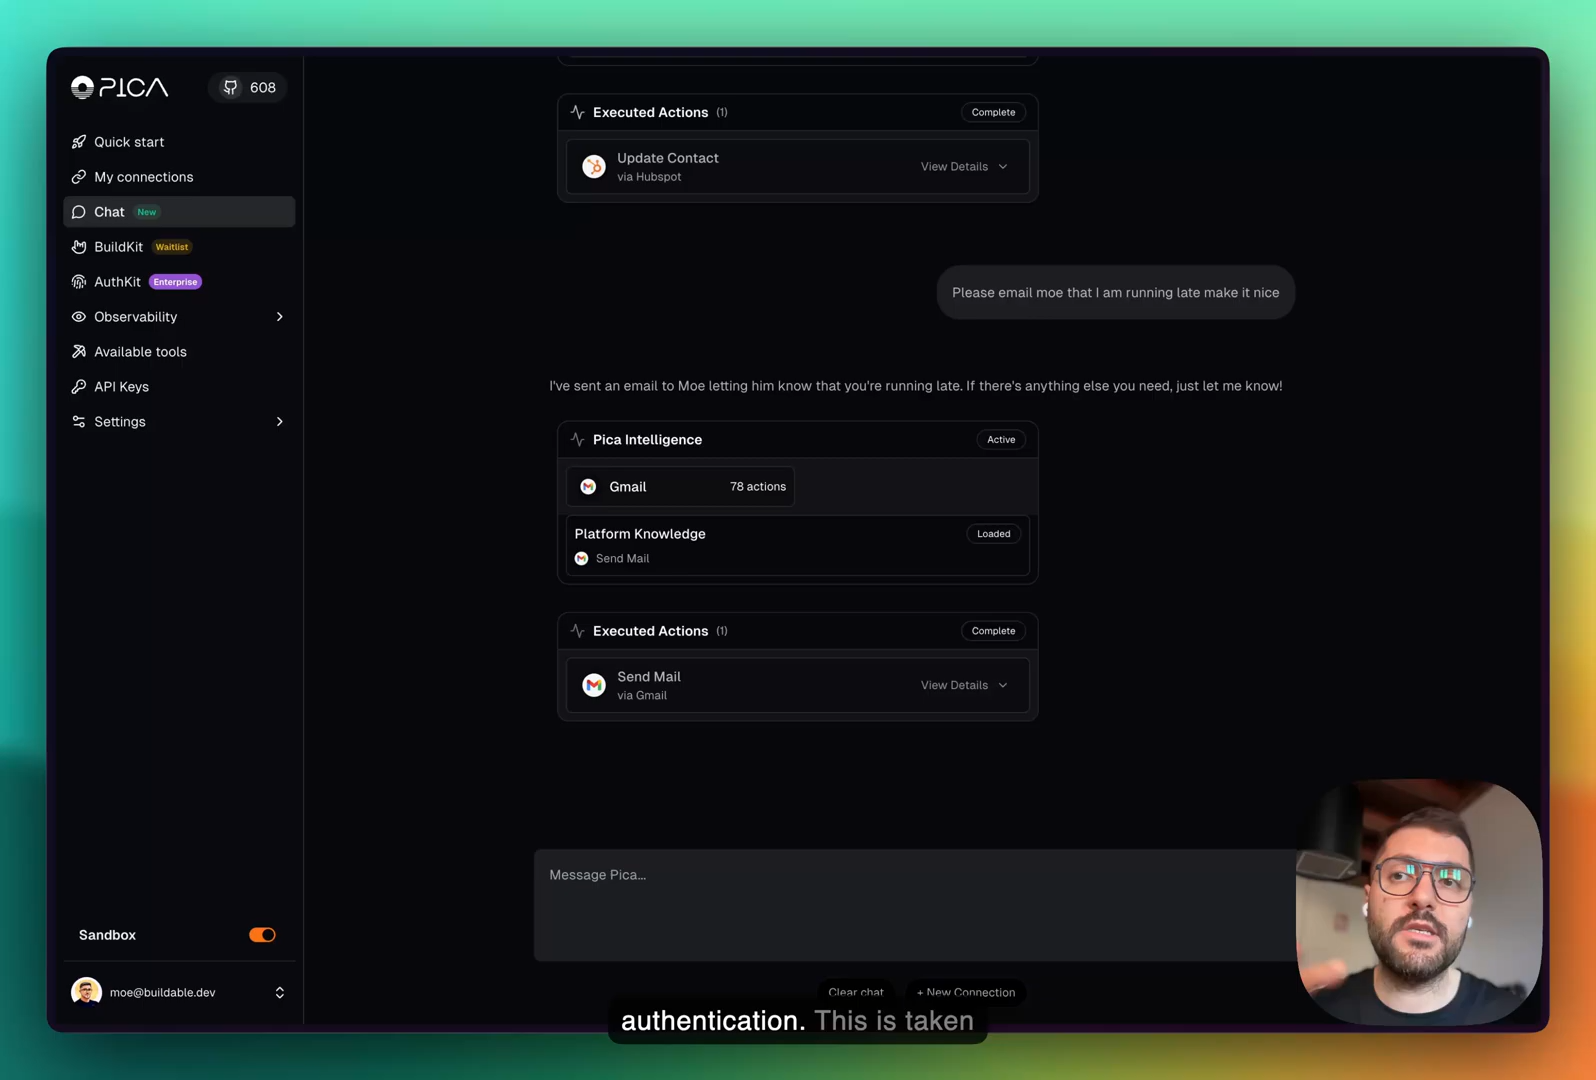 PICA
608
Quick start
My connections
Chat New
BuildKit Waitlist
AuthKit Enterprise
Observability
Available tools
API Keys
Settings
Sandbox
moe@buildable.dev
Executed Actions (1) Complete
Update Contact
via Hubspot
View Details
Please email moe that I am running late make it nice
I've sent an email to Moe letting him know that you're running late. If there's anything else you need, just let me know!
Pica Intelligence Active
Gmail 78 actions
Platform Knowledge Loaded
Send Mail
Executed Actions (1) Complete
Send Mail
via Gmail
View Details
Message Pica...
Clear chat + New Connection
authentication. This is taken